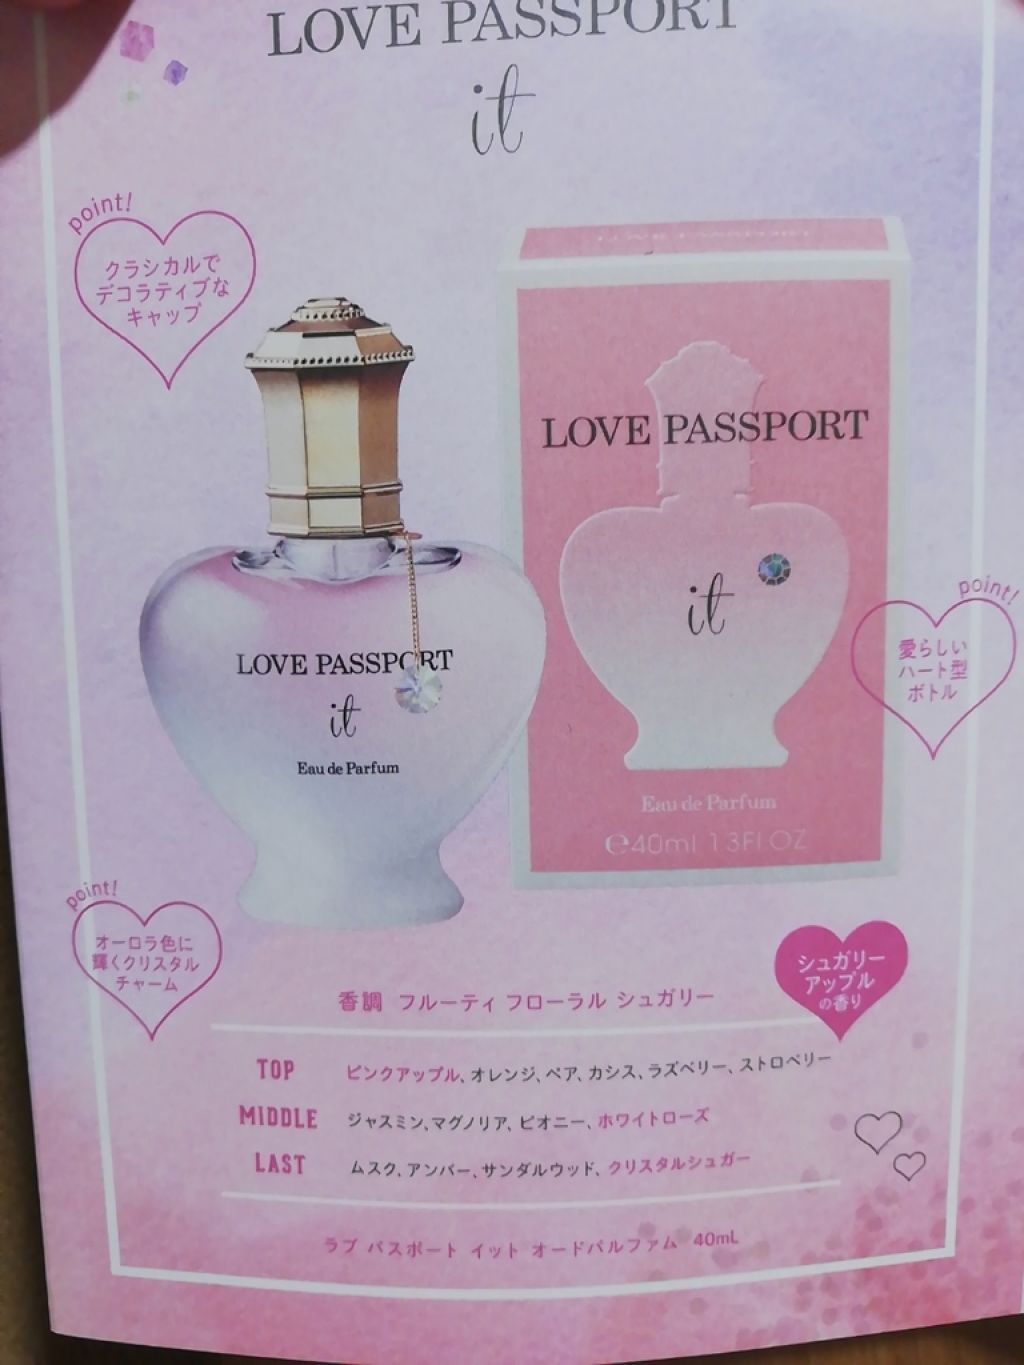 LOVE PASSPORT
it
point!
クラシカルで
デコラティブな
キャップ
LOVE PASSPORT
it
Eau de Parfum
LOVE PASSPORT
it
Eau de Parfum
℮40ml 1.3FL OZ
point!
愛らしい
ハート型
ボトル
point!
オーロラ色に
輝くクリスタル
チャーム
シュガリー
アップル
の香り
香調 フルーティ フローラル シュガリー
TOP ピンクアップル、オレンジ、ペア、カシス、ラズベリー、ストロベリー
MIDDLE ジャスミン、マグノリア、ピオニー、ホワイトローズ
LAST ムスク、アンバー、サンダルウッド、クリスタルシュガー
ラブ パスポート イット オードパルファム 40mL